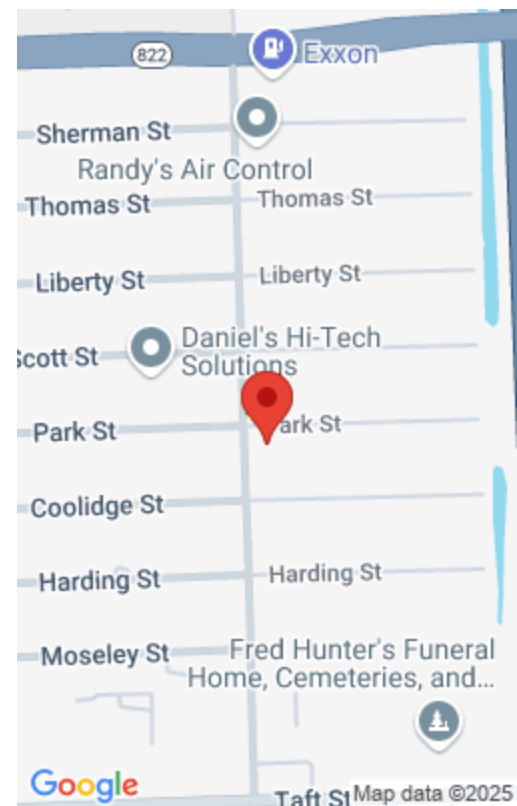 822
Exxon
Sherman St
Randy's Air Control
Thomas St
Thomas St
Liberty St
Liberty St
Daniel's Hi-Tech
Solutions
Scott St
Park St
ark St
Coolidge St
Harding St
Harding St
Moseley St
Fred Hunter's Funeral
Home, Cemeteries, and...
Google
Taft St
Map data ©2025